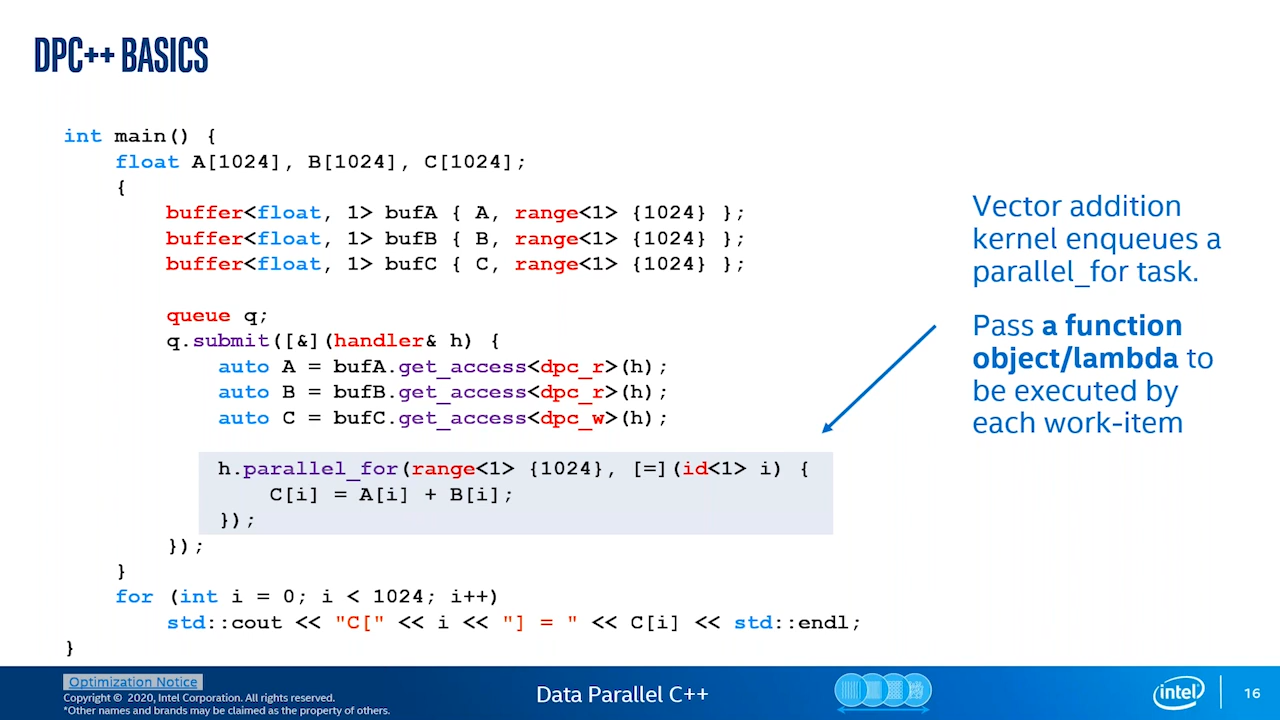 DPC++ BASICS
int main() {
    float A[1024], B[1024], C[1024];
    {
        buffer<float, 1> bufA { A, range<1> {1024} };
        buffer<float, 1> bufB { B, range<1> {1024} };
        buffer<float, 1> bufC { C, range<1> {1024} };
        queue q;
        q.submit([&](handler& h) {
            auto A = bufA.get_access<dpc_r>(h);
            auto B = bufB.get_access<dpc_r>(h);
            auto C = bufC.get_access<dpc_w>(h);
            h.parallel_for(range<1> {1024}, [=](id<1> i) {
                C[i] = A[i] + B[i];
            });
        });
    }
    for (int i = 0; i < 1024; i++)
        std::cout << "C[" << i << "] = " << C[i] << std::endl;
}
Vector addition
kernel enqueues a
parallel_for task.
Pass a function
object/lambda to
be executed by
each work-item
Optimization Notice
Copyright © 2020, Intel Corporation. All rights reserved.
*Other names and brands may be claimed as the property of others.
Data Parallel C++
intel
16